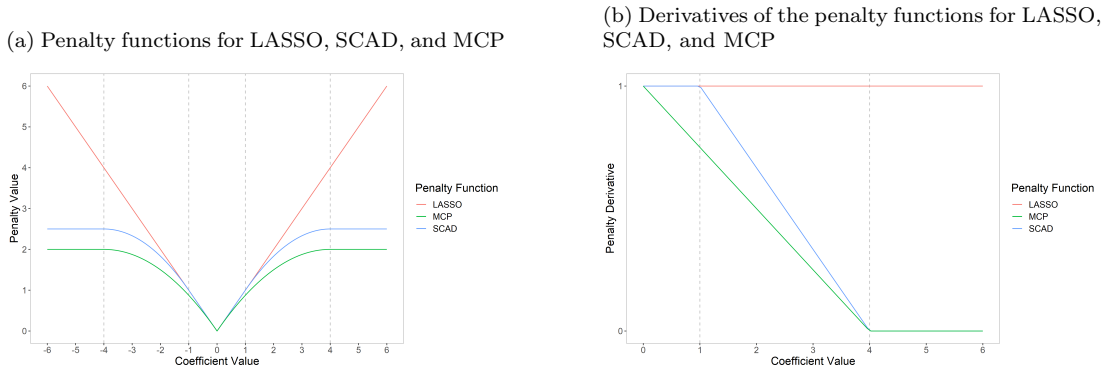 (a) Penalty functions for LASSO, SCAD, and MCP
6
5
4
3
2
1
0
Penalty Value
-6 -5 -4 -3 -2 -1 0 1 2 3 4 5 6
Coefficient Value
Penalty Function
LASSO
MCP
SCAD
(b) Derivatives of the penalty functions for LASSO,
SCAD, and MCP
1
0
Penalty Derivative
0 1 2 3 4 5 6
Coefficient Value
Penalty Function
LASSO
MCP
SCAD